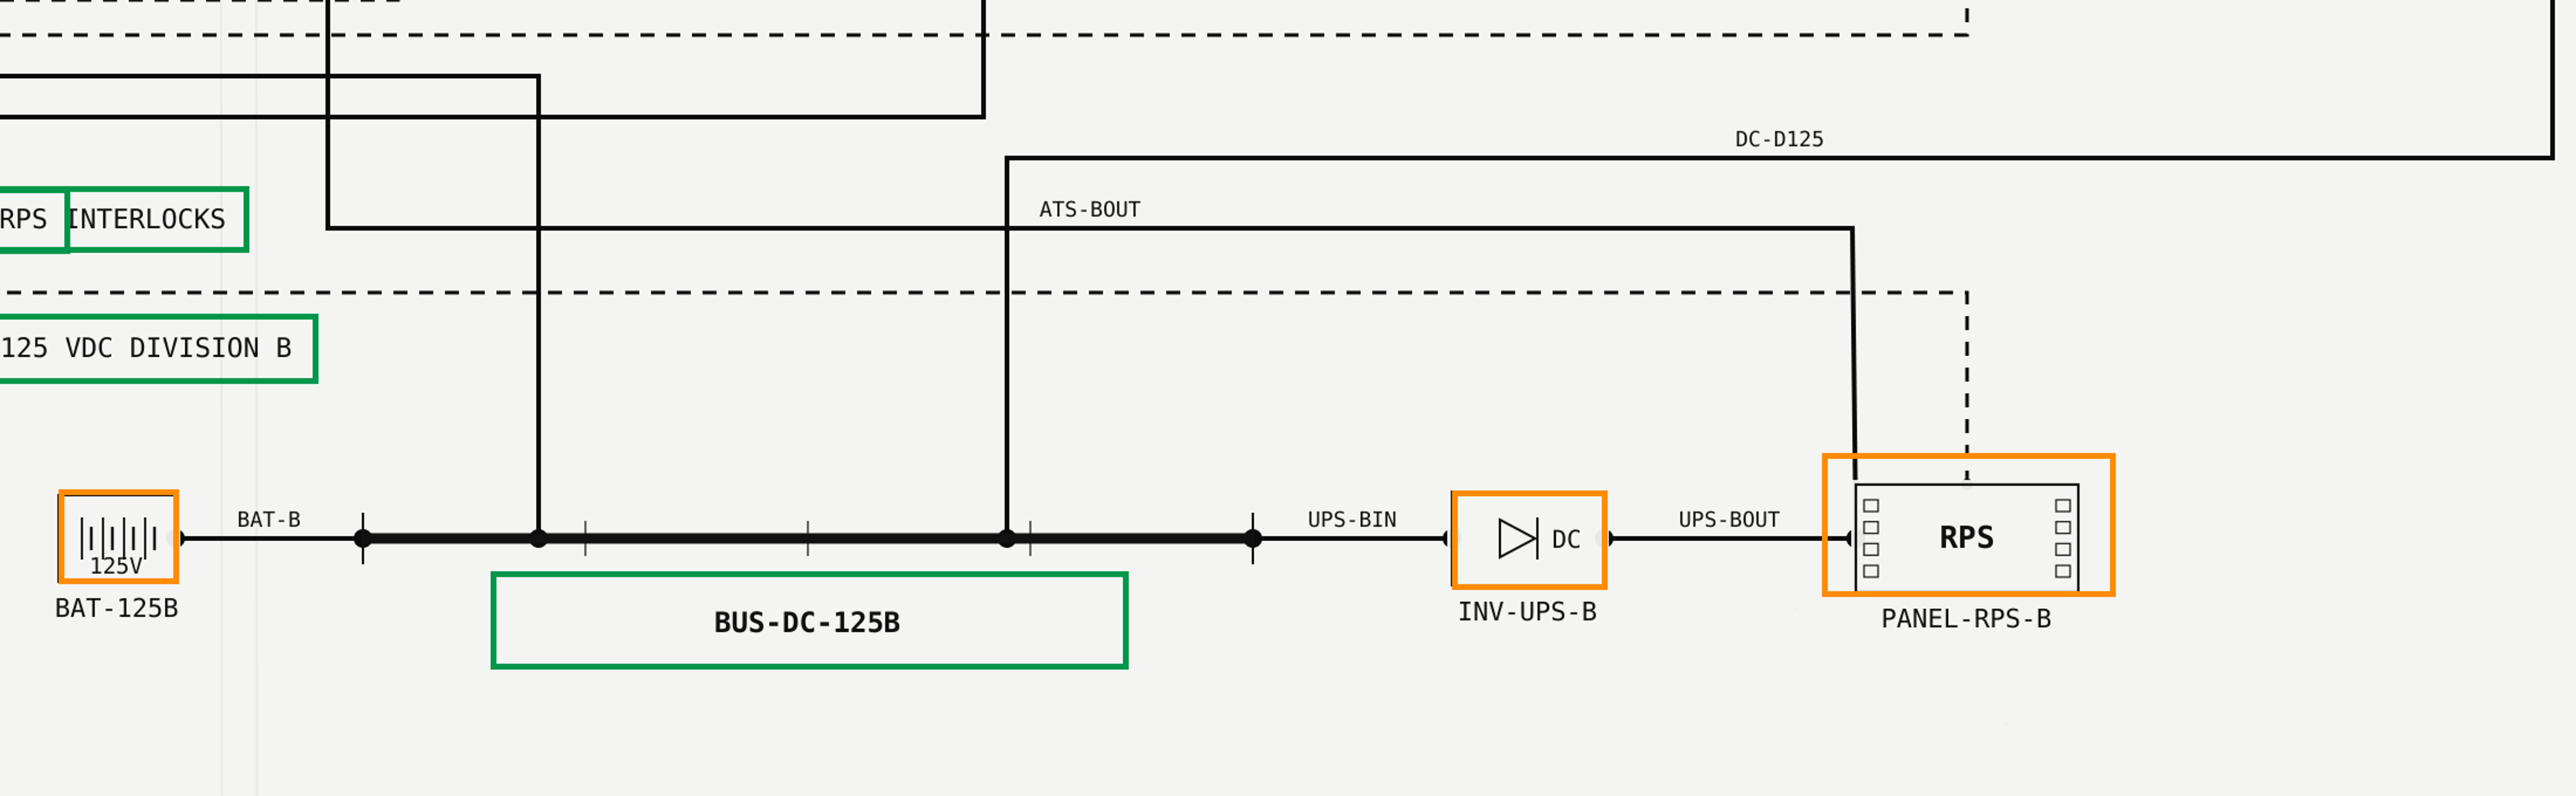 DC-D125
ATS-BOUT
RPS INTERLOCKS
125 VDC DIVISION B
BAT-B
UPS-BIN
UPS-BOUT
125V
DC
RPS
BAT-125B
BUS-DC-125B
INV-UPS-B
PANEL-RPS-B